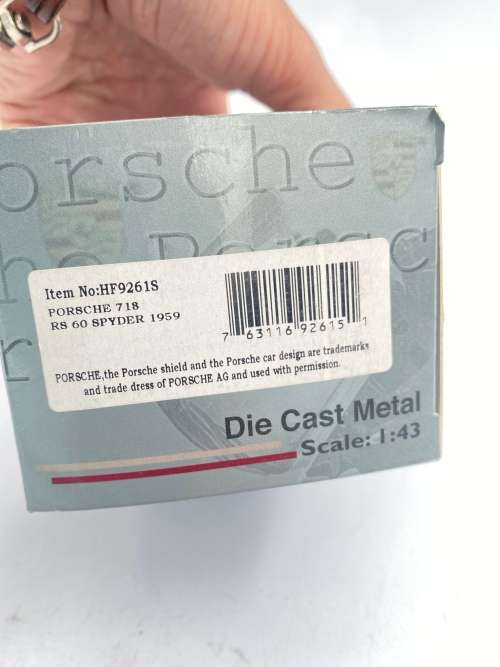 orsche
Porsc
Item No:HF9261S
PORSCHE 718
RS 60 SPYDER 1959
7 63116 92615 1
PORSCHE,the Porsche shield and the Porsche car design are trademarks
and trade dress of PORSCHE AG and used with permission.
Die Cast Metal
Scale: 1:43